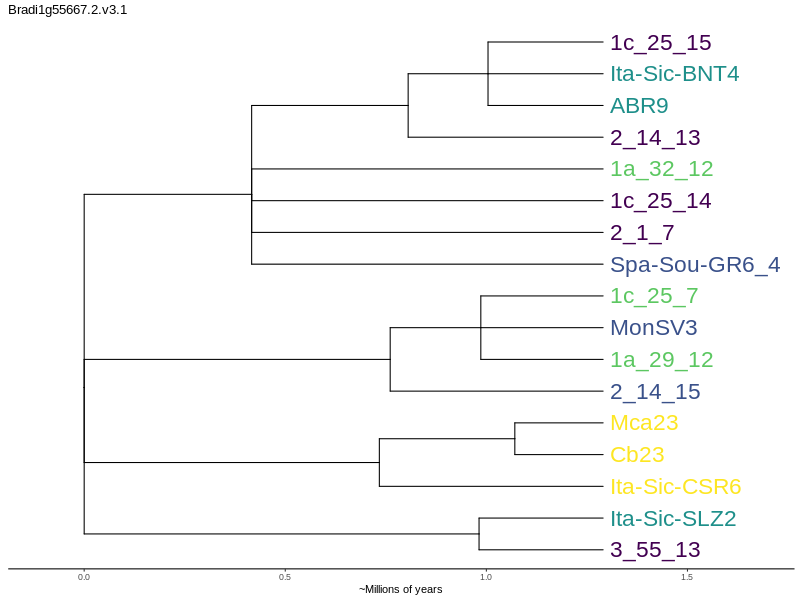 Bradi1g55667.2.v3.1
1c_25_15
Ita-Sic-BNT4
ABR9
2_14_13
1a_32_12
1c_25_14
2_1_7
Spa-Sou-GR6_4
1c_25_7
MonSV3
1a_29_12
2_14_15
Mca23
Cb23
Ita-Sic-CSR6
Ita-Sic-SLZ2
3_55_13
0.0 0.5 1.0 1.5
~Millions of years